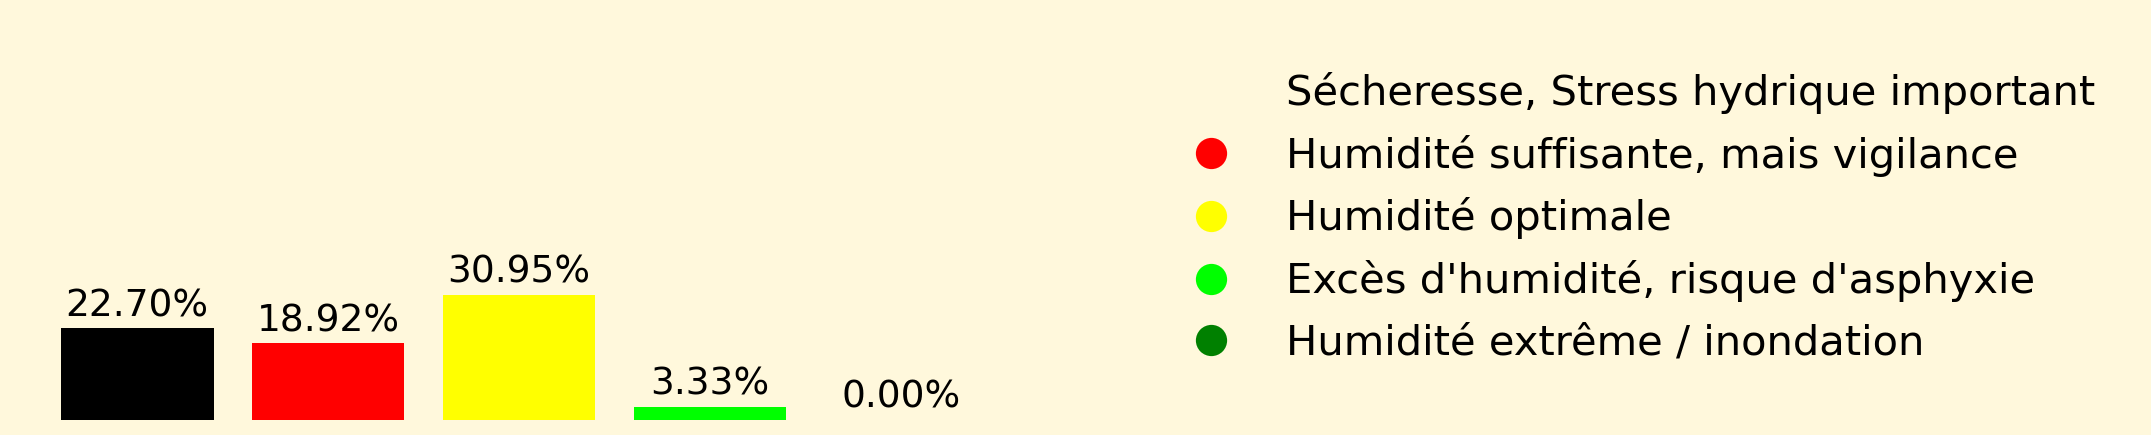 22.70%
18.92%
30.95%
3.33%
0.00%
Sécheresse, Stress hydrique important
Humidité suffisante, mais vigilance
Humidité optimale
Excès d'humidité, risque d'asphyxie
Humidité extrême / inondation